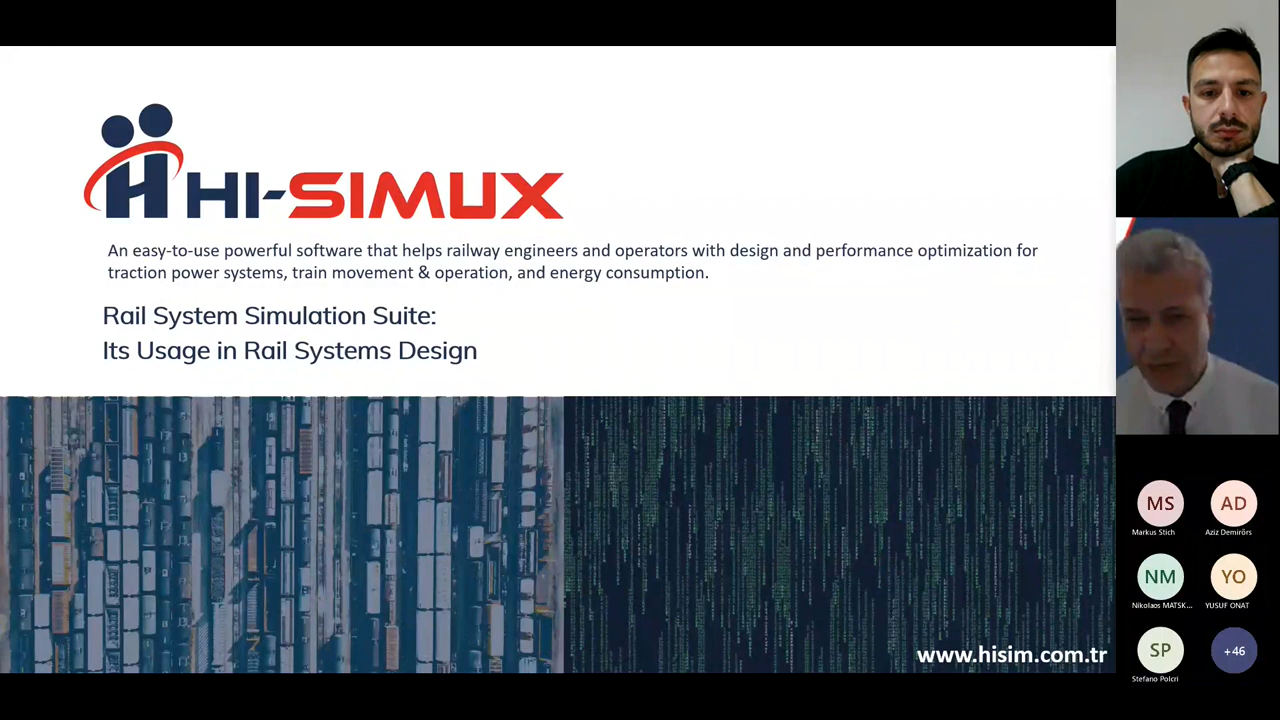 HI-SIMUX
An easy-to-use powerful software that helps railway engineers and operators with design and performance optimization for
traction power systems, train movement & operation, and energy consumption.
Rail System Simulation Suite:
Its Usage in Rail Systems Design
www.hisim.com.tr
MS
AD
Markus Stich
Aziz Demirörs
NM
YO
Nikolaos MATSK...
YUSUF ONAT
SP
+46
Stefano Polcri